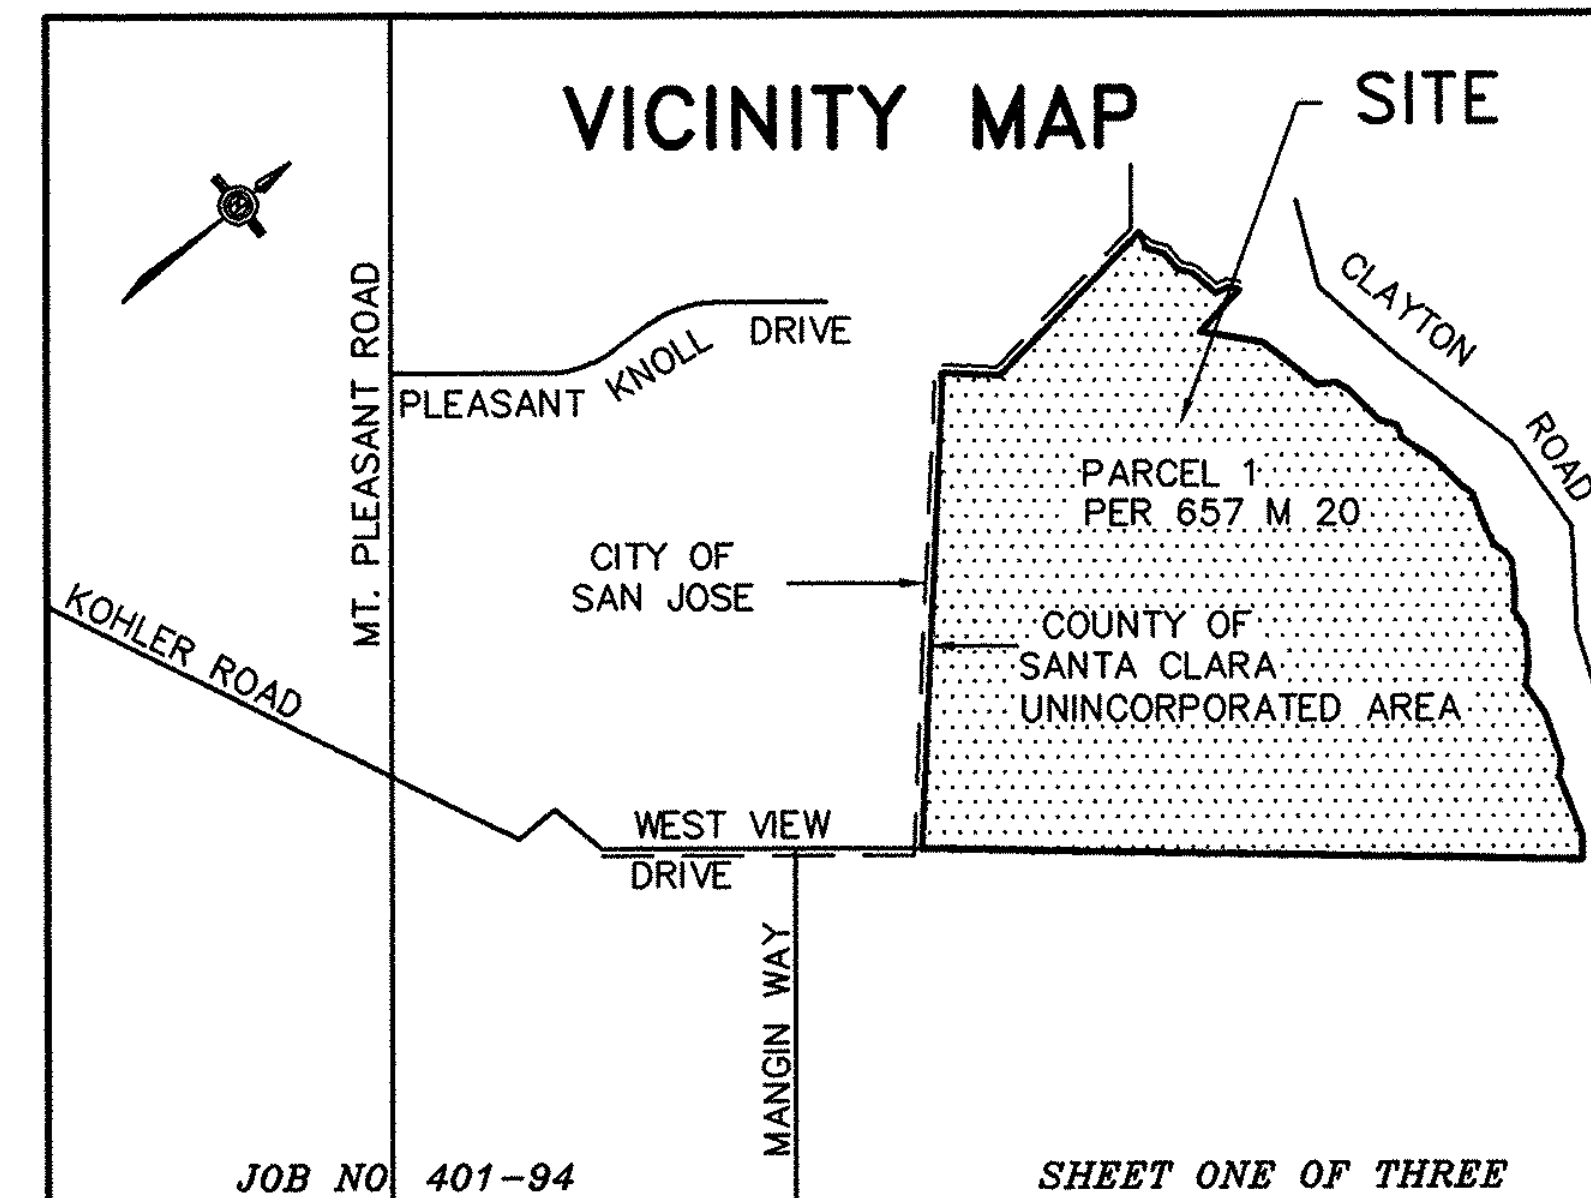 VICINITY MAP
SITE
CLAYTON
ROAD
MT. PLEASANT ROAD
PLEASANT KNOLL DRIVE
PARCEL 1
PER 657 M 20
CITY OF
SAN JOSE
COUNTY OF
SANTA CLARA
UNINCORPORATED AREA
KOHLER ROAD
WEST VIEW
DRIVE
MANGIN WAY
JOB NO 401-94
SHEET ONE OF THREE